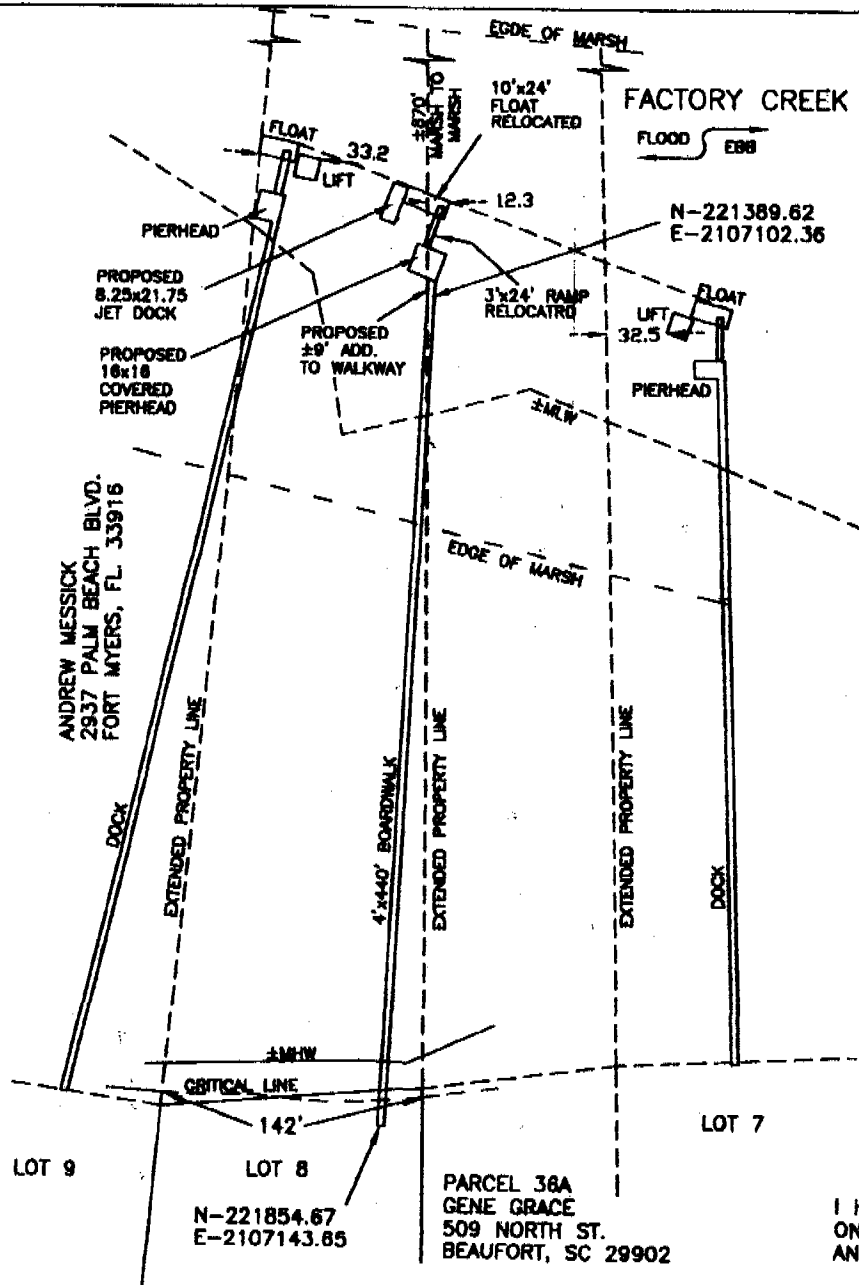 EGDE OF MARSH
±870'
MARSH TO
MARSH
10'x24'
FLOAT
RELOCATED
FACTORY CREEK
FLOOD
EBB
FLOAT
33.2
LIFT
12.3
N-221389.62
E-2107102.36
PIERHEAD
PROPOSED
8.25x21.75
JET DOCK
3'x24' RAMP
RELOCATRD
FLOAT
LIFT
32.5
PROPOSED
±9' ADD.
TO WALKWAY
PROPOSED
16x16
COVERED
PIERHEAD
PIERHEAD
±MLW
ANDREW MESSICK
2937 PALM BEACH BLVD.
FORT MYERS, FL. 33916
EDGE OF MARSH
DOCK
EXTENDED PROPERTY LINE
4'x440' BOARDWALK
EXTENDED PROPERTY LINE
EXTENDED PROPERTY LINE
DOCK
±MHW
CRITICAL LINE
142'
LOT 9
LOT 8
LOT 7
N-221854.67
E-2107143.65
PARCEL 36A
GENE GRACE
509 NORTH ST.
BEAUFORT, SC 29902
I H
ON
AN